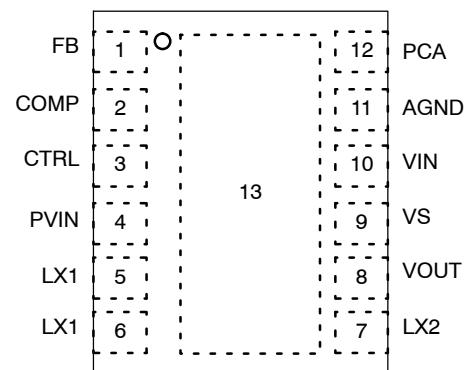 FB 1 12 PCA
COMP 2 11 AGND
CTRL 3 10 VIN
13
PVIN 4 9 VS
LX1 5 8 VOUT
LX1 6 7 LX2